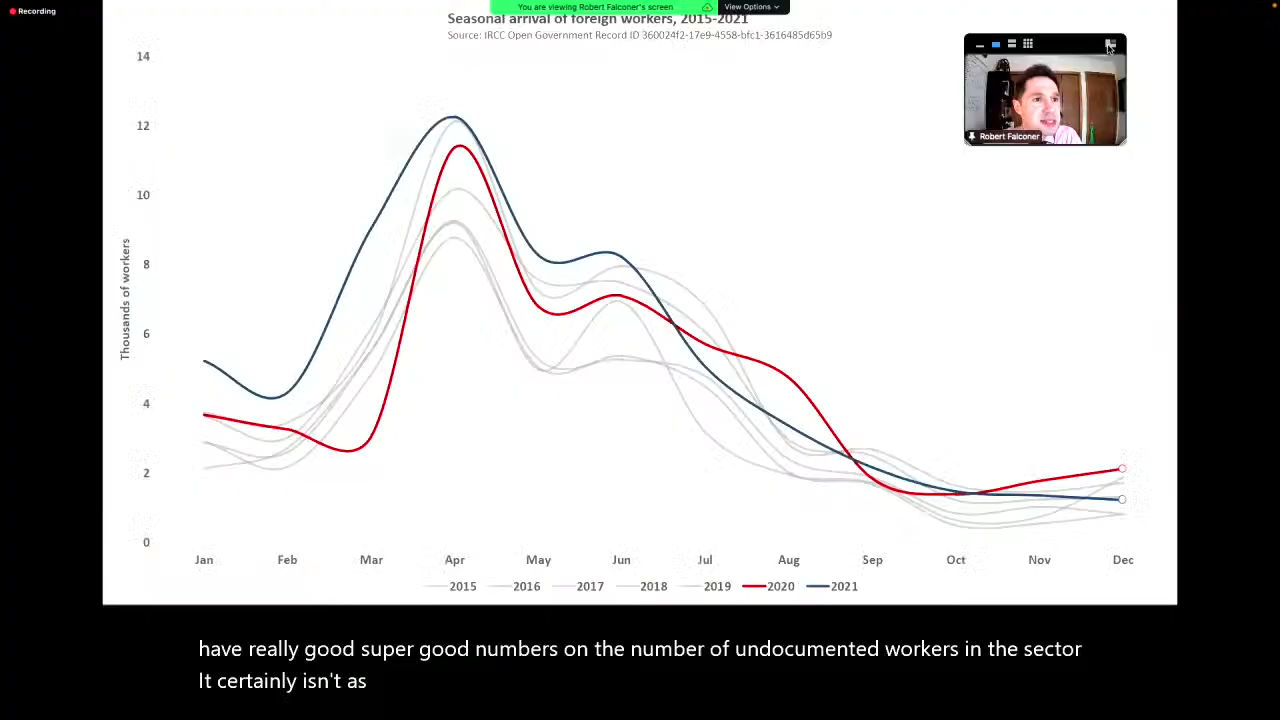 Recording
You are viewing Robert Falconer's screen
View Options
Seasonal arrival of foreign workers, 2015-2021
Source: IRCC Open Government Record ID 360024f2-17e9-4558-bfc1-3616485d65b9
14
12
10
8
6
4
2
0
Thousands of workers
Robert Falconer
Jan Feb Mar Apr May Jun Jul Aug Sep Oct Nov Dec
2015 2016 2017 2018 2019 2020 2021
have really good super good numbers on the number of undocumented workers in the sector
It certainly isn't as